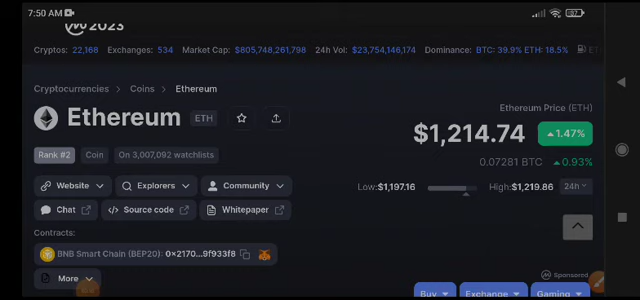 7:50 AM
2023
Cryptos: 22,168 Exchanges: 534 Market Cap: $805,748,261,798 24h Vol: $23,754,146,174 Dominance: BTC: 39.9% ETH: 18.5%
Cryptocurrencies > Coins > Ethereum
Ethereum ETH
Ethereum Price (ETH)
$1,214.74 1.47%
Rank #2 Coin On 3,007,092 watchlists
0.07281 BTC 0.93%
Website Explorers Community
Low: $1,197.16 High: $1,219.86 24h
Chat Source code Whitepaper
Contracts:
BNB Smart Chain (BEP20): 0x2170...9f933f8
Sponsored
More
Buy Exchange Gaming